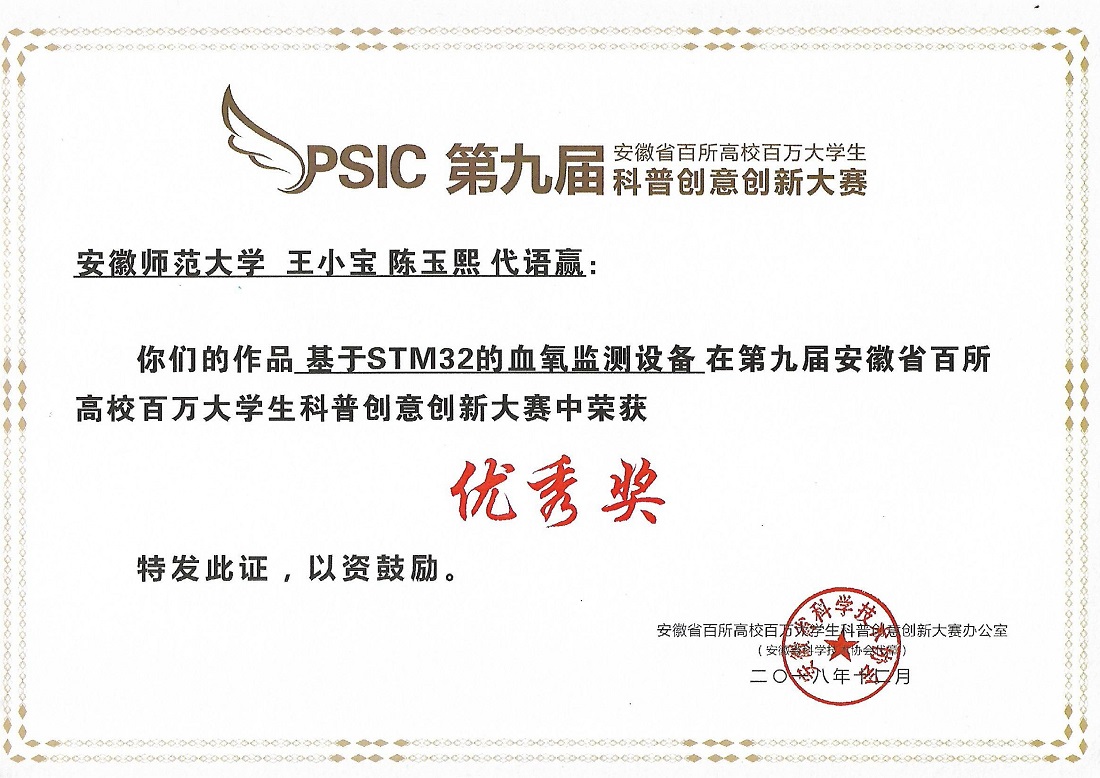 PSIC 第九届 安徽省百所高校百万大学生
科普创意创新大赛
安徽师范大学 王小宝 陈玉熙 代语赢:
你们的作品 基于STM32的血氧监测设备 在第九届安徽省百所
高校百万大学生科普创意创新大赛中荣获
优秀奖
特发此证，以资鼓励。
安徽省百所高校百万大学生科普创意创新大赛办公室
（安徽省科学技术协会代章）
二〇一八年十二月
安徽省科学技术协会